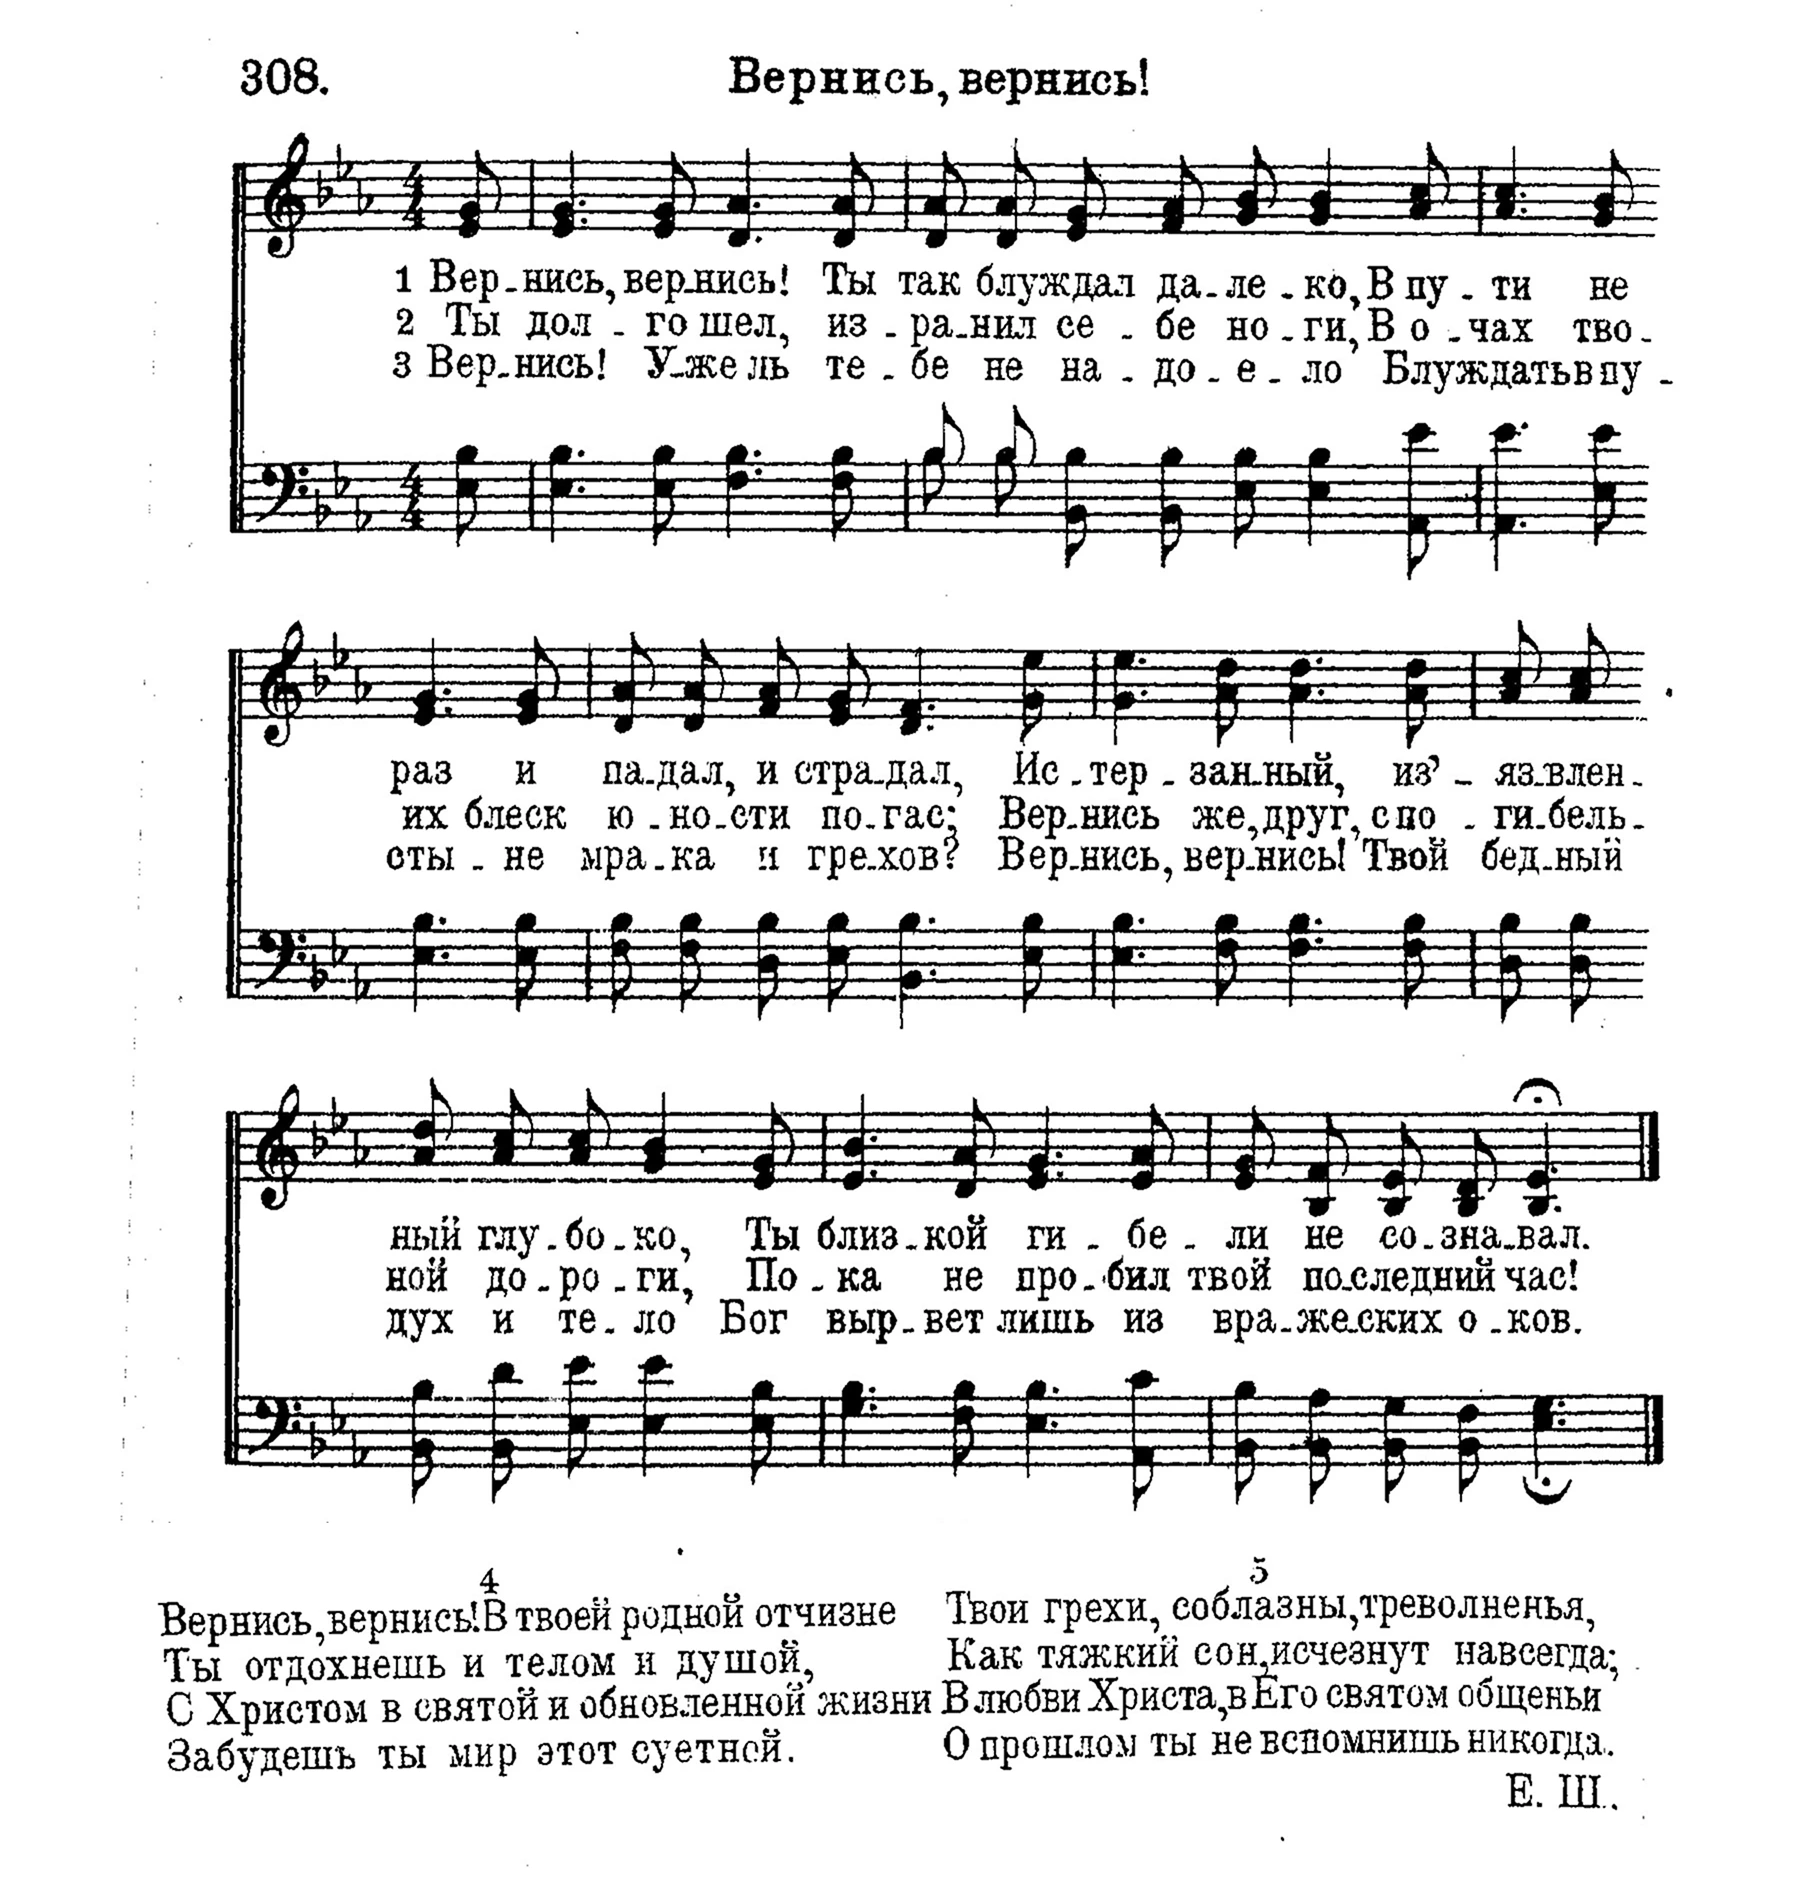 308.
Вернись, вернись!
1 Вер-нись, вер-нись! Ты так блуждал да-ле-ко, В пу-ти не
2 Ты дол-го шел, из-ра-нил се-бе но-ги, В о-чах тво-
3 Вер-нись! У-жель те-бе не на-до-е-ло Блуждать в пу-
раз и па-дал, и стра-дал, Ис-тер-зан-ный, из’-яз-влен-
их блеск ю-но-сти по-гас; Вер-нись же, друг, с по-ги-бель-
сты-не мра-ка и гре-хов? Вер-нись, вер-нись! Твой бед-ный
ный глу-бо-ко, Ты близ-кой ги-бе-ли не со-зна-вал.
ной до-ро-ги, По-ка не про-бил твой по-следний час!
дух и те-ло Бог выр-вет лишь из вра-же-ских о-ков.
4
Вернись, вернись! В твоей родной отчизне
Ты отдохнешь и телом и душой,
С Христом в святой и обновленной жизни
Забудешь ты мир этот суетной.
5
Твои грехи, соблазны, треволненья,
Как тяжкий сон, исчезнут навсегда;
В любви Христа, в Его святом общеньи
О прошлом ты не вспомнишь никогда.
Е. Ш.